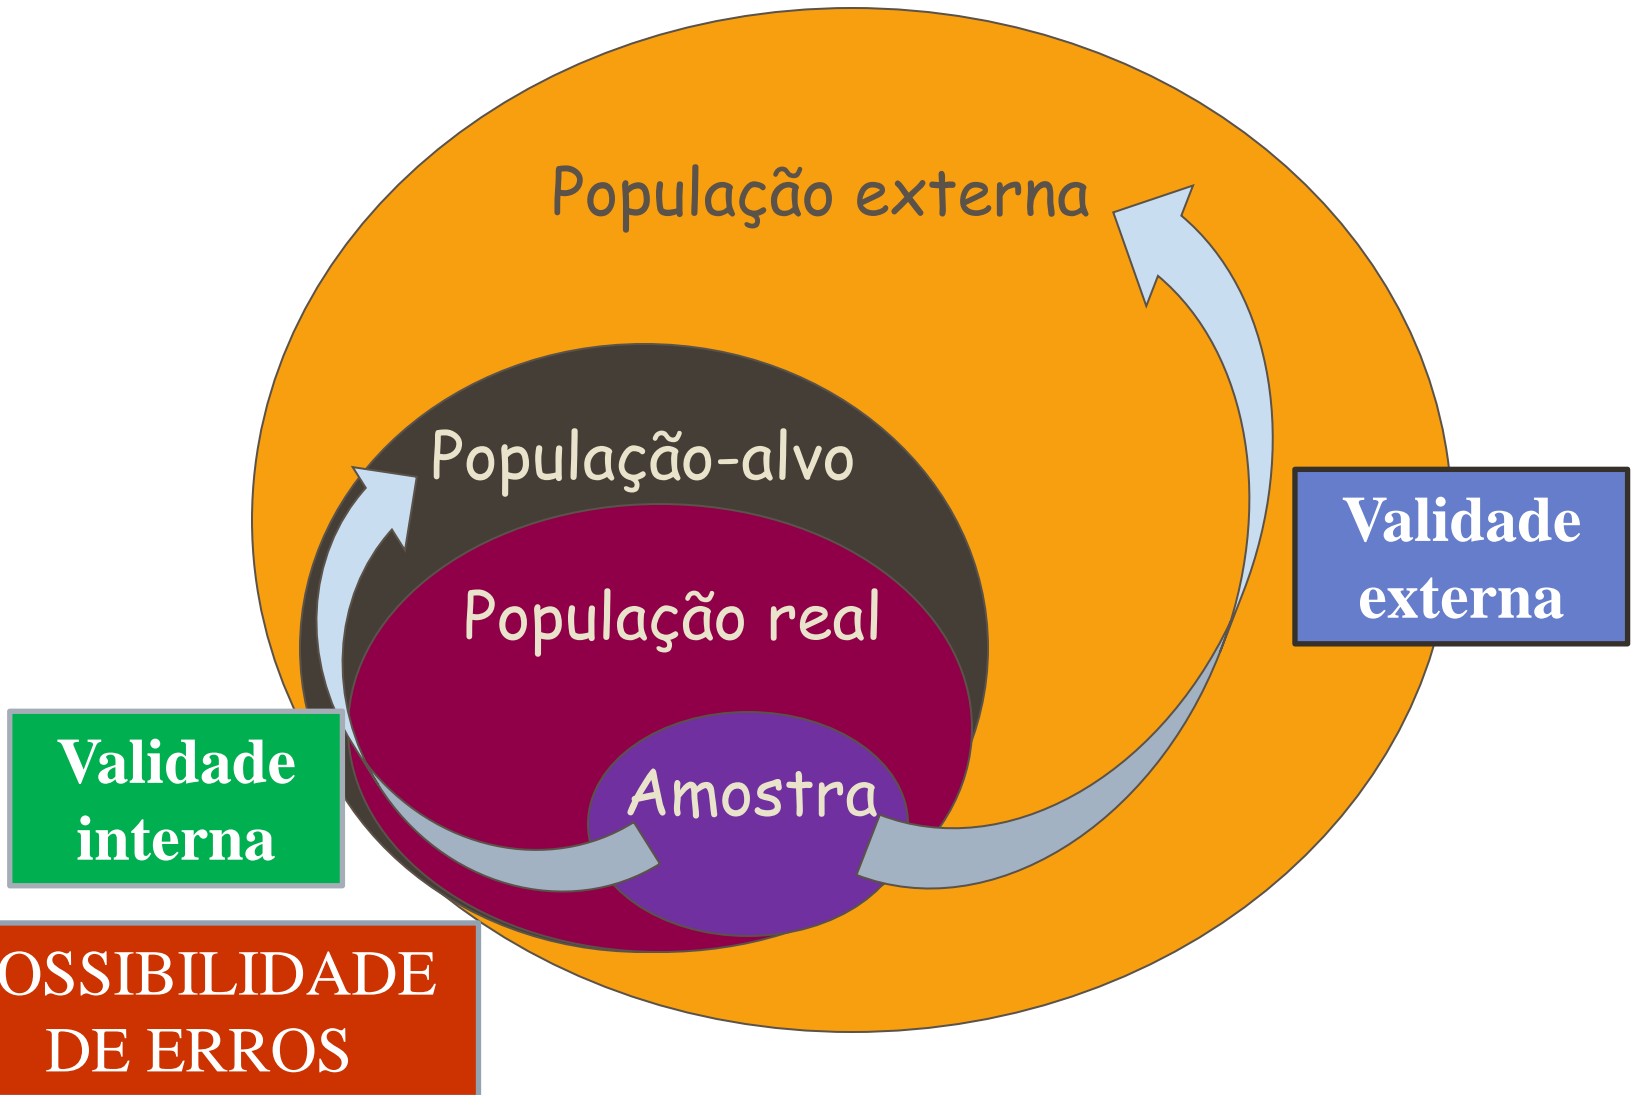 População externa
População-alvo
População real
Amostra
Validade
externa
Validade
interna
OSSIBILIDADE
DE ERROS